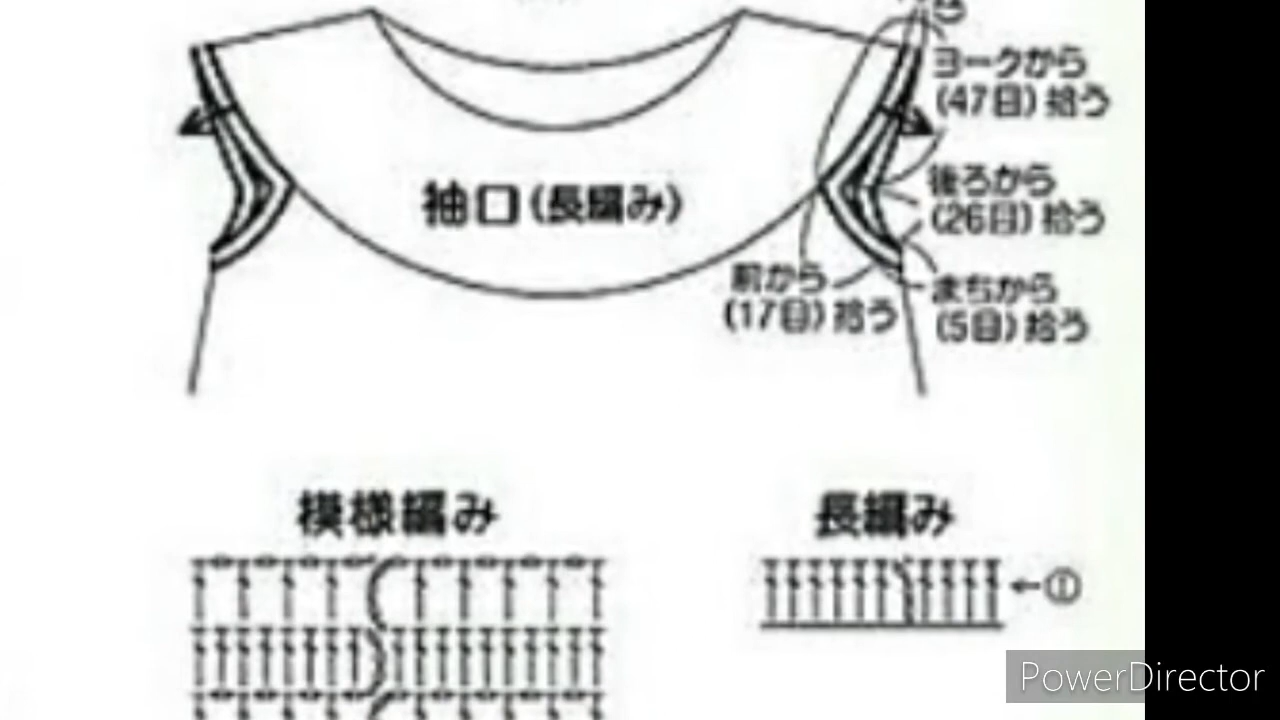 ヨークから
(47目)拾う
袖口(長編み)
後ろから
(26目)拾う
前から
(17目)拾う
まちから
(5目)拾う
模様編み
長編み
←①
PowerDirector